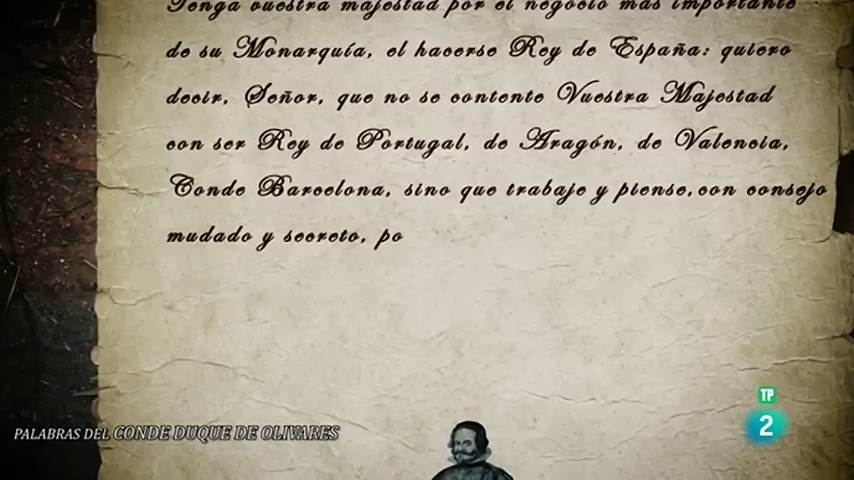 Tenga vuestra majestad por el negocio más importante
de su Monarquía, el hacerse Rey de España: quiero
decir, Señor, que no se contente Vuestra Majestad
con ser Rey de Portugal, de Aragón, de Valencia,
Conde Barcelona, sino que trabaje y piense,con consejo
mudado y secreto, po
TP
2
PALABRAS DEL CONDE DUQUE DE OLIVARES